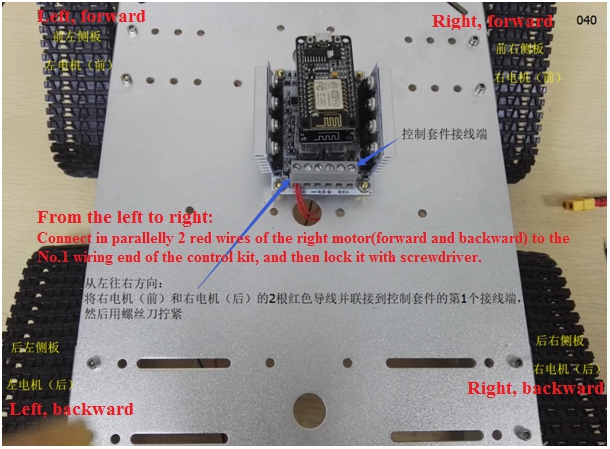 Left, forward
前左侧板
左电机（前）
Right, forward
040
前右侧板
右电机（前）
控制套件接线端
From the left to right:
Connect in parallelly 2 red wires of the right motor(forward and backward) to the
No.1 wiring end of the control kit, and then lock it with screwdriver.
从左往右方向:
将右电机（前）和右电机（后）的2根红色导线并联接到控制套件的第1个接线端，
然后用螺丝刀拧紧
后左侧板
左电机（后）
Left, backward
后右侧板
右电机（后）
Right, backward